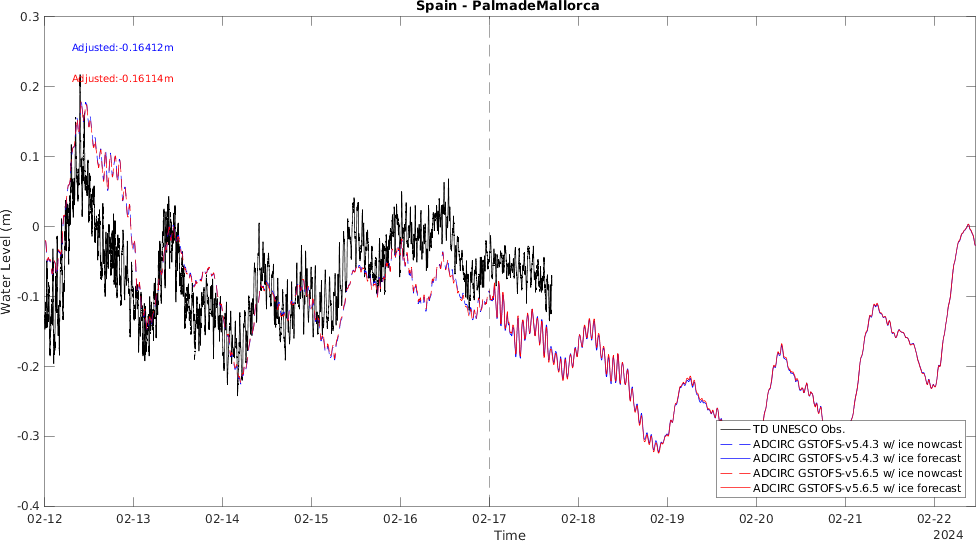 Spain - PalmadeMallorca
0.3
0.2
0.1
0
-0.1
-0.2
-0.3
-0.4
Water Level (m)
Adjusted:-0.16412m
Adjusted:-0.16114m
TD UNESCO Obs.
ADCIRC GSTOFS-v5.4.3 w/ ice nowcast
ADCIRC GSTOFS-v5.4.3 w/ ice forecast
ADCIRC GSTOFS-v5.6.5 w/ ice nowcast
ADCIRC GSTOFS-v5.6.5 w/ ice forecast
02-12 02-13 02-14 02-15 02-16 02-17 02-18 02-19 02-20 02-21 02-22
Time
2024